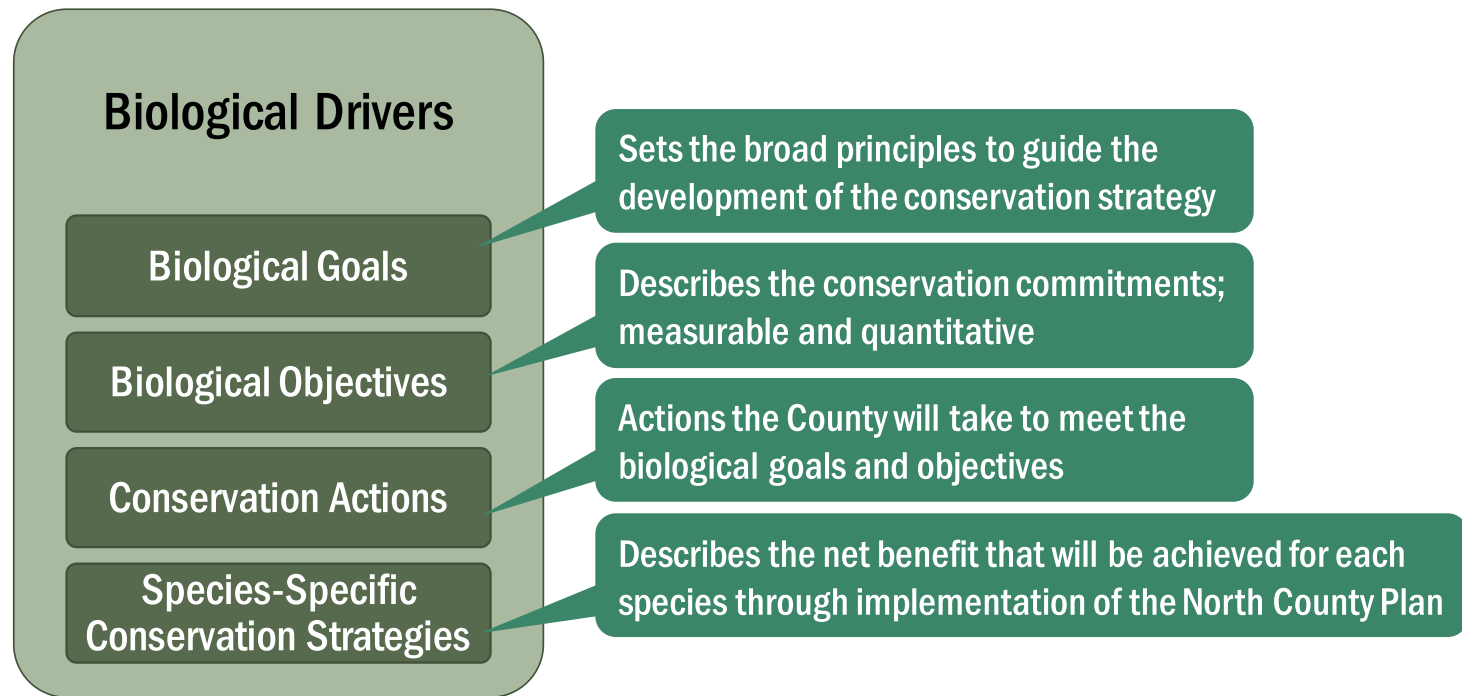 Biological Drivers
Biological Goals
Sets the broad principles to guide the
development of the conservation strategy
Biological Objectives
Describes the conservation commitments;
measurable and quantitative
Conservation Actions
Actions the County will take to meet the
biological goals and objectives
Species-Specific
Conservation Strategies
Describes the net benefit that will be achieved for each
species through implementation of the North County Plan